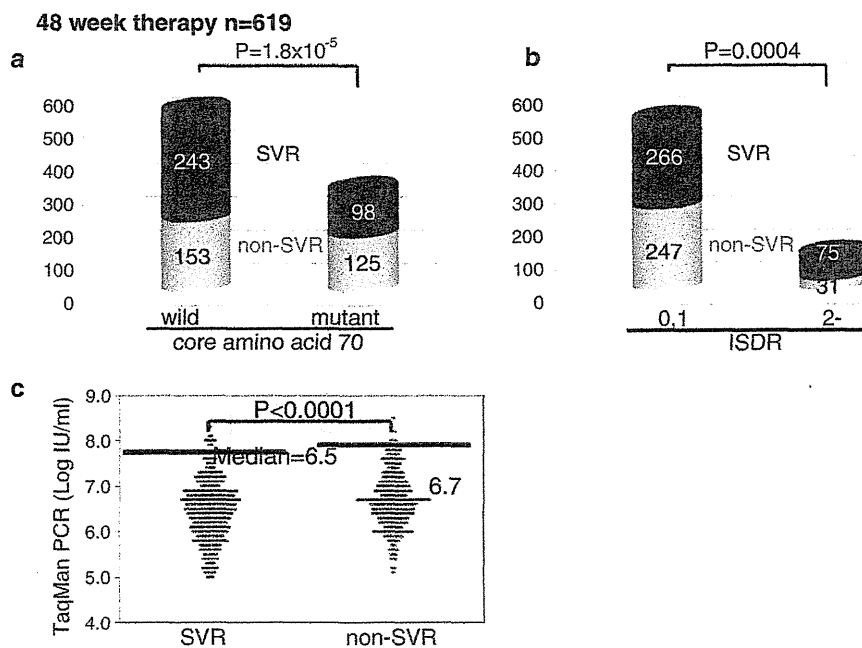 48 week therapy n=619
a
P=1.8x10-5
600
500
400
300
200
100
0
243
153
SVR
non-SVR
98
125
wild
mutant
core amino acid 70
b
P=0.0004
600
500
400
300
200
100
0
266
247
SVR
non-SVR
75
31
0,1
2-
ISDR
c
TaqMan PCR (Log IU/ml)
9.0
8.0
7.0
6.0
5.0
4.0
P<0.0001
Median=6.5
6.7
SVR
non-SVR